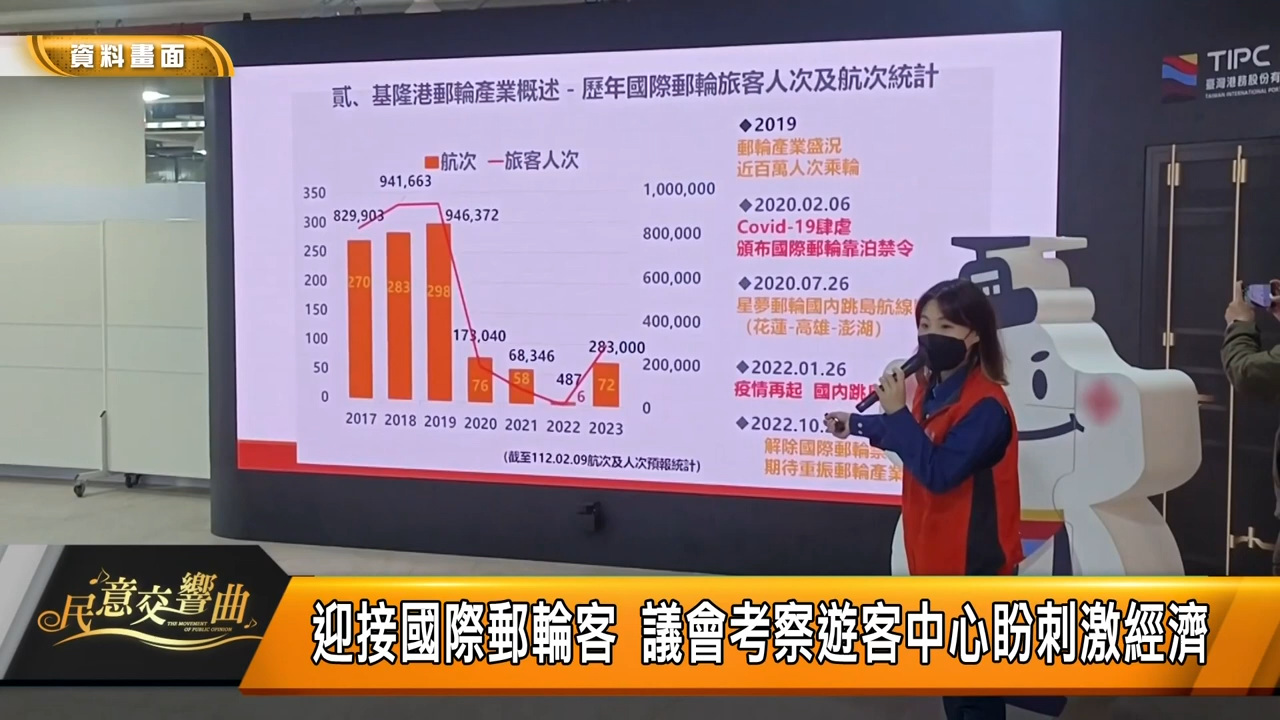 資料畫面
TIPC
臺灣港務股份有
TAIWAN INTERNATIONAL POR
貳、基隆港郵輪產業概述 - 歷年國際郵輪旅客人次及航次統計
航次 旅客人次
350
300
250
200
150
100
50
0
829,903
941,663
946,372
173,040
68,346
487
283,000
270
283
298
76
58
6
72
1,000,000
800,000
600,000
400,000
200,000
0
2017 2018 2019 2020 2021 2022 2023
(截至112.02.09航次及人次預報統計)
◆2019
郵輪產業盛況
近百萬人次乘輪
◆2020.02.06
Covid-19肆虐
頒布國際郵輪靠泊禁令
◆2020.07.26
星夢郵輪國內跳島航線
（花蓮-高雄-澎湖）
◆2022.01.26
疫情再起 國內跳
◆2022.10.
解除國際郵輪
期待重振郵輪產業
民意交響曲
THE MOVEMENT
OF PUBLIC OPINION
迎接國際郵輪客 議會考察遊客中心盼刺激經濟